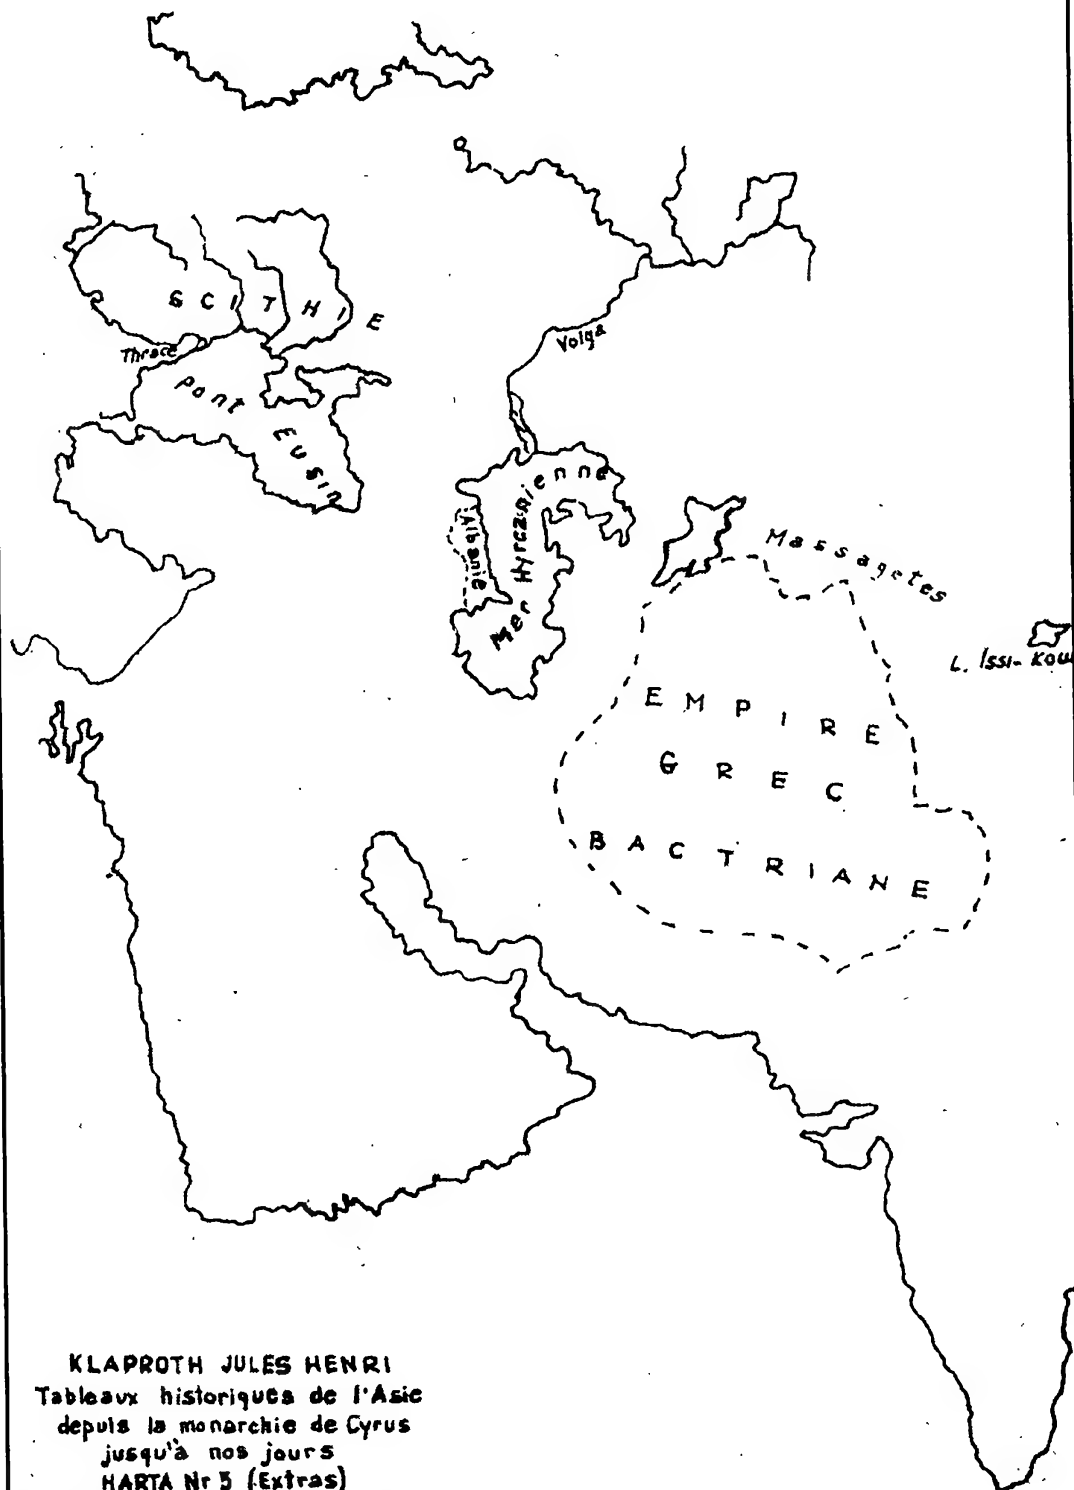 SCITHIE
Thrace
Pont
EUSIN
Volga
Mer Hyrcanienne
Albanie
Massagetes
L. Issi-Kou
EMPIRE
GREC
BACTRIANE
KLAPROTH JULES HENRI
Tableaux historiques de l'Asie
depuis la monarchie de Cyrus
jusqu'à nos jours
HARTA Nr 5 (Extras)